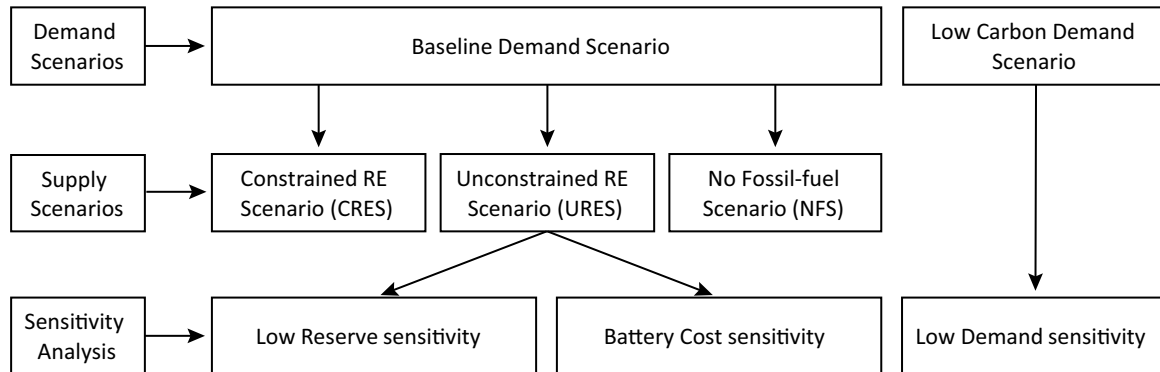 Demand
Scenarios
Baseline Demand Scenario
Low Carbon Demand
Scenario
Supply
Scenarios
Constrained RE
Scenario (CRES)
Unconstrained RE
Scenario (URES)
No Fossil-fuel
Scenario (NFS)
Sensitivity
Analysis
Low Reserve sensitivity
Battery Cost sensitivity
Low Demand sensitivity